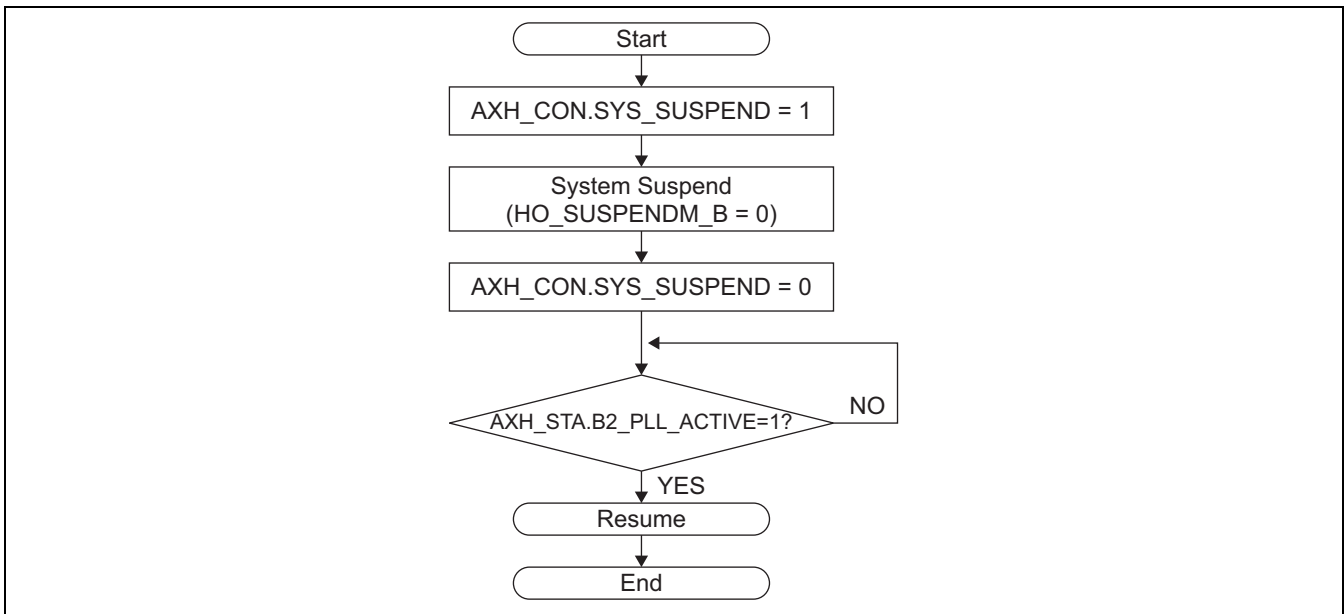 Start
AXH_CON.SYS_SUSPEND = 1
System Suspend
(HO_SUSPENDM_B = 0)
AXH_CON.SYS_SUSPEND = 0
AXH_STA.B2_PLL_ACTIVE=1?
NO
YES
Resume
End